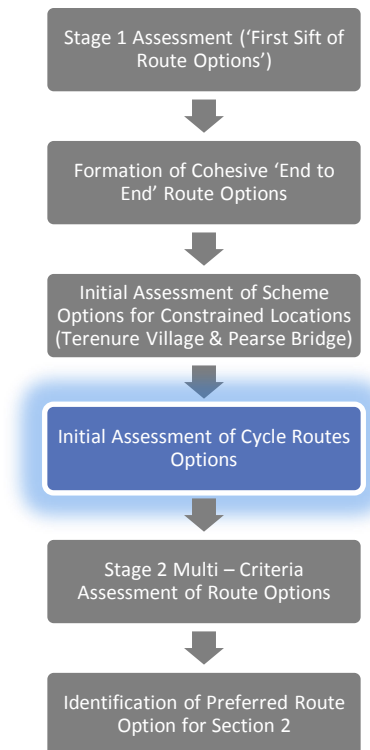 Stage 1 Assessment (‘First Sift of
Route Options’)
Formation of Cohesive ‘End to
End’ Route Options
Initial Assessment of Scheme
Options for Constrained Locations
(Terenure Village & Pearse Bridge)
Initial Assessment of Cycle Routes
Options
Stage 2 Multi – Criteria
Assessment of Route Options
Identification of Preferred Route
Option for Section 2